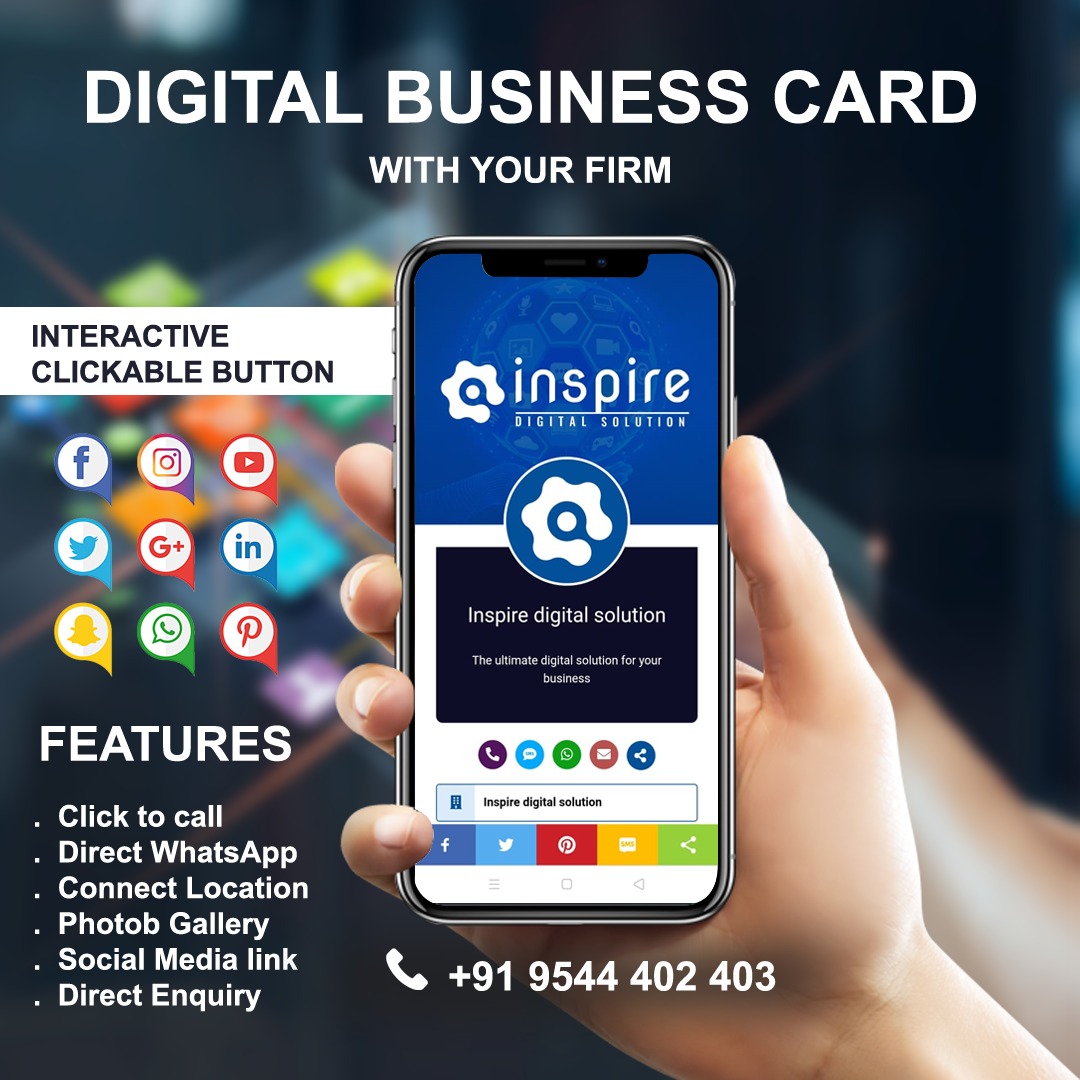 DIGITAL BUSINESS CARD
WITH YOUR FIRM
INTERACTIVE
CLICKABLE BUTTON
inspire
DIGITAL SOLUTION
Inspire digital solution
The ultimate digital solution for your
business
SMS
Inspire digital solution
f
SMS
f
G+
in
FEATURES
. Click to call
. Direct WhatsApp
. Connect Location
. Photob Gallery
. Social Media link
. Direct Enquiry
+91 9544 402 403